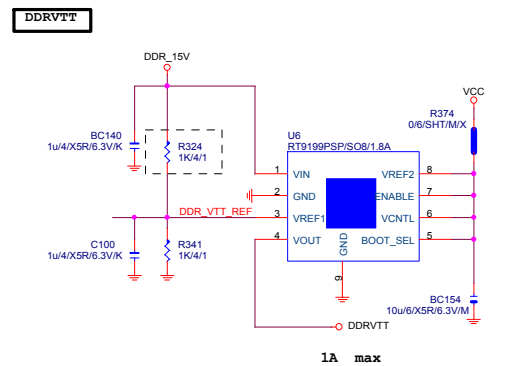 DDRVTT
DDR_15V
VCC
R374
0/6/SHT/M/X
BC140
1u/4/X5R/6.3V/K
R324
1K/4/1
U6
RT9199PSP/SO8/1.8A
1 VIN VREF2 8
2 GND ENABLE 7
DDR_VTT_REF 3 VREF1 VCNTL 6
4 VOUT BOOT_SEL 5
GND
9
C100
1u/4/X5R/6.3V/K
R341
1K/4/1
BC154
10u/6/X5R/6.3V/M
DDRVTT
1A max